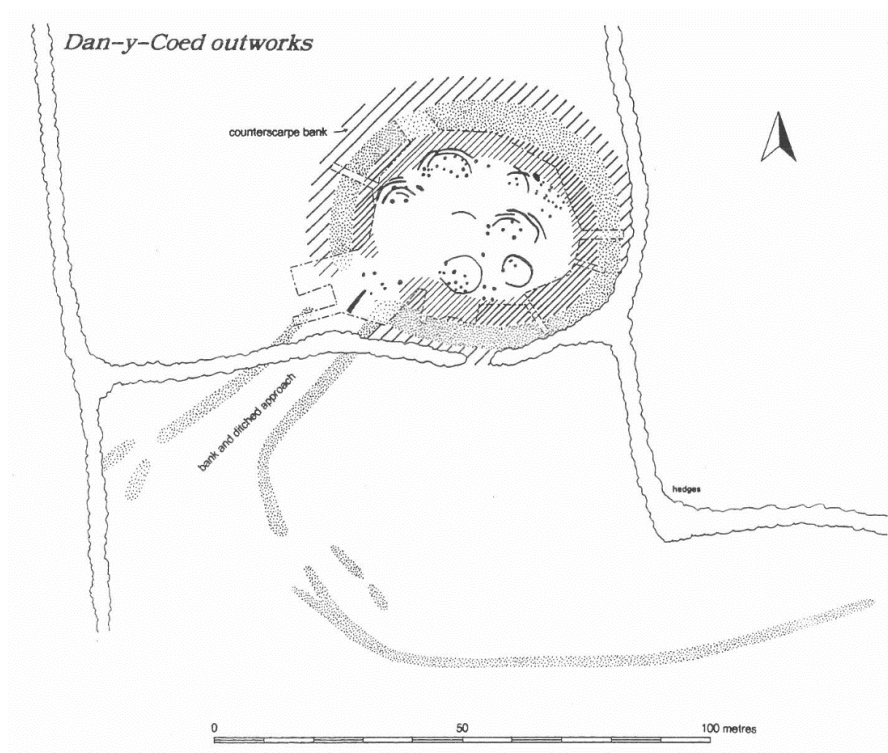 Dan-y-Coed outworks
counterscarpe bank
bank and ditched approach
hedges
0 50 100 metres